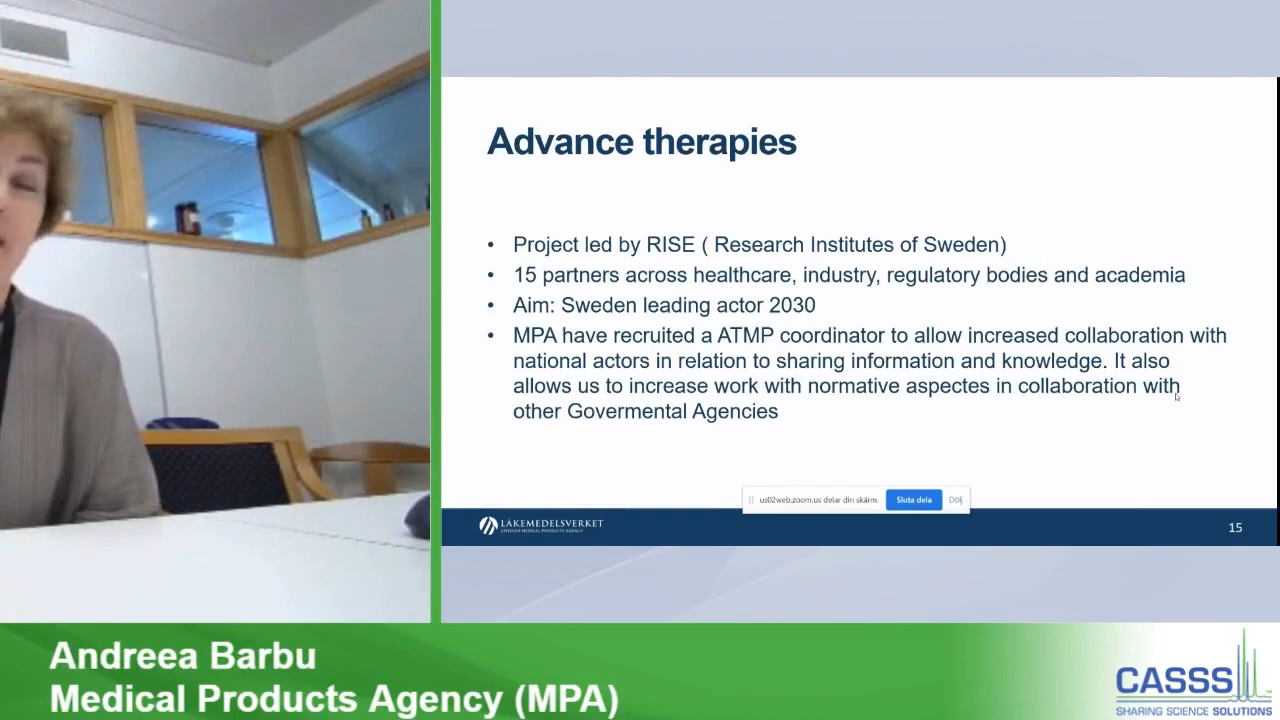 Advance therapies
• Project led by RISE ( Research Institutes of Sweden)
• 15 partners across healthcare, industry, regulatory bodies and academia
• Aim: Sweden leading actor 2030
• MPA have recruited a ATMP coordinator to allow increased collaboration with
national actors in relation to sharing information and knowledge. It also
allows us to increase work with normative aspectes in collaboration with
other Govermental Agencies
us02web.zoom.us delar din skärm.
Sluta dela
Dölj
LÄKEMEDELSVERKET
SWEDISH MEDICAL PRODUCTS AGENCY
15
Andreea Barbu
Medical Products Agency (MPA)
CASSS
SHARING SCIENCE SOLUTIONS